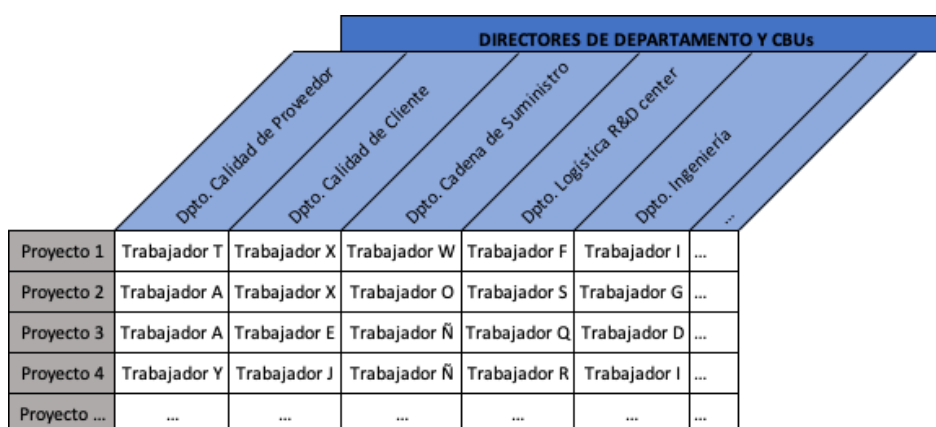 DIRECTORES DE DEPARTAMENTO Y CBUs
Dpto. Calidad de Proveedor
Dpto. Calidad de Cliente
Dpto. Cadena de Suministro
Dpto. Logística R&D center
Dpto. Ingeniería
...
Proyecto 1 Trabajador T Trabajador X Trabajador W Trabajador F Trabajador I ...
Proyecto 2 Trabajador A Trabajador X Trabajador O Trabajador S Trabajador G ...
Proyecto 3 Trabajador A Trabajador E Trabajador Ñ Trabajador Q Trabajador D ...
Proyecto 4 Trabajador Y Trabajador J Trabajador Ñ Trabajador R Trabajador I ...
Proyecto ... ... ... ... ... ... ...